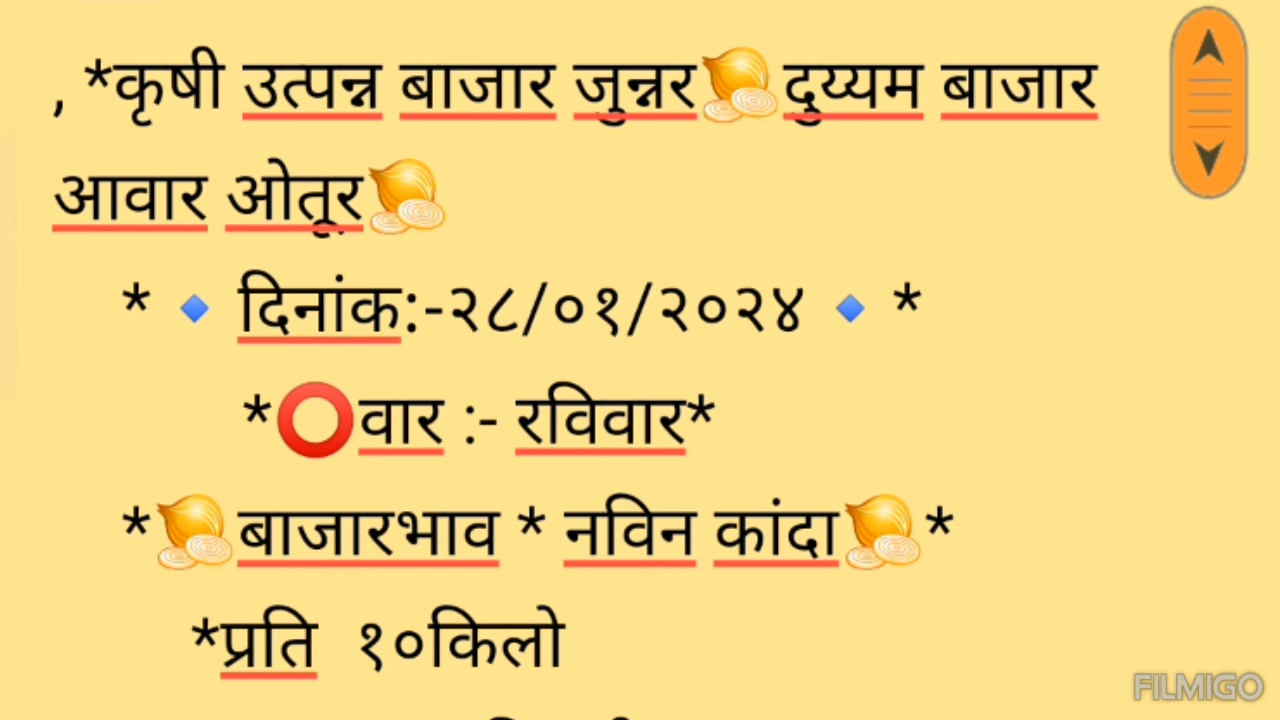 , *कृषी उत्पन्न बाजार जुन्नर🧅दुय्यम बाजार
आवार ओतूर🧅
*🔹दिनांक:-२८/०१/२०२४🔹*
*⭕वार :- रविवार*
*🧅बाजारभाव * नविन कांदा🧅*
*प्रति १०किलो
FILMIGO